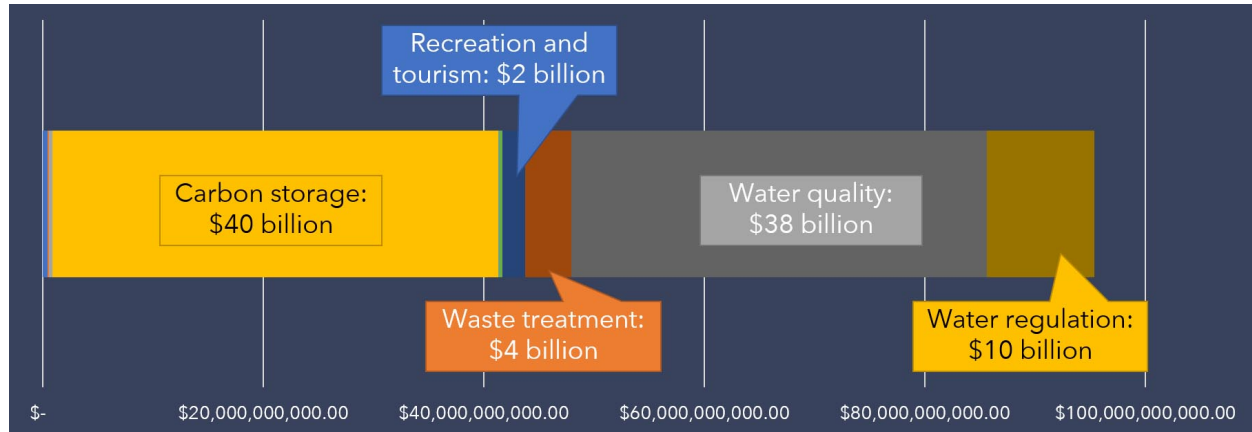 Recreation and
tourism: $2 billion
Carbon storage:
$40 billion
Water quality:
$38 billion
Waste treatment:
$4 billion
Water regulation:
$10 billion
$-
$20,000,000,000.00
$40,000,000,000.00
$60,000,000,000.00
$80,000,000,000.00
$100,000,000,000.00